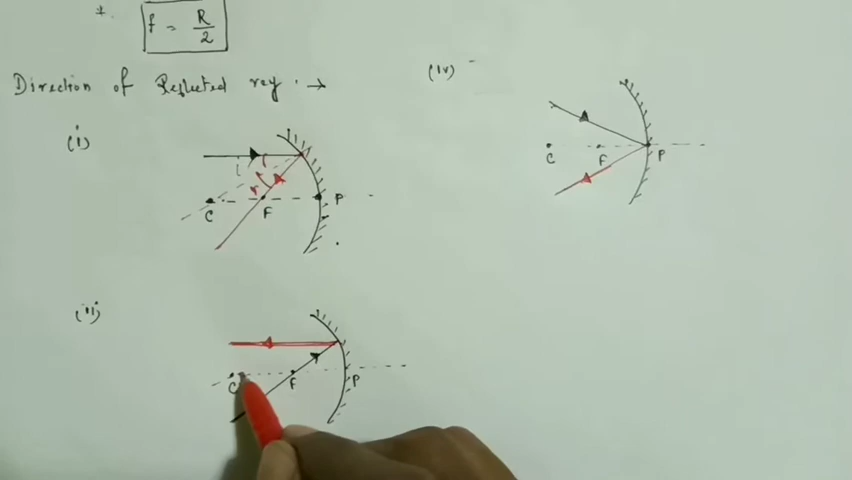 * f = R/2
Direction of Reflected ray → 
(i)
i
r
C F P
(ii)
C F P
(iv)
C F P